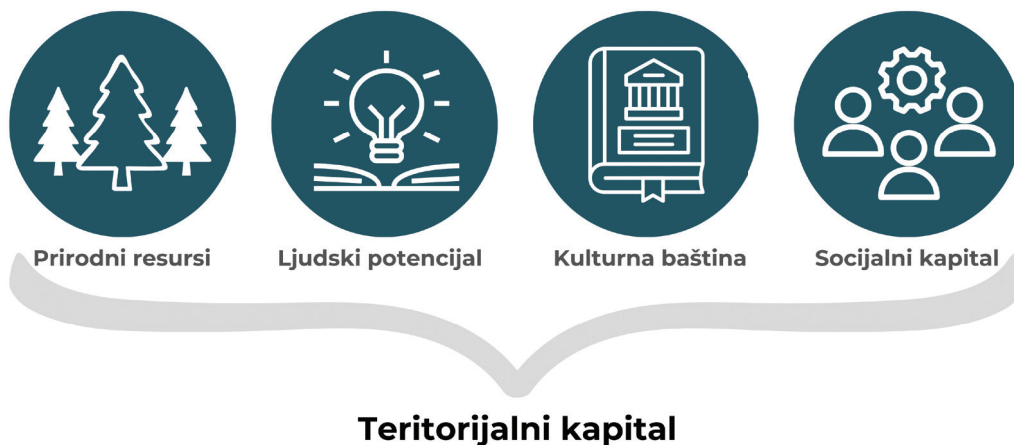 Prirodni resursi
Ljudski potencijal
Kulturna baština
Socijalni kapital
Teritorijalni kapital